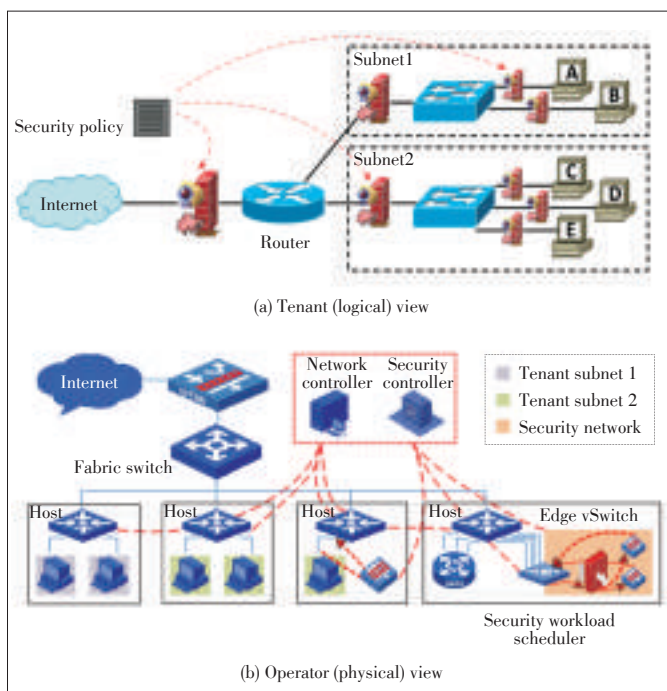 Subnet1
A
B
Security policy
Subnet2
C
Internet
D
Router
E
(a) Tenant (logical) view
Internet
Network
controller
Security
controller
Tenant subnet 1
Tenant subnet 2
Security network
Fabric switch
Host
Host
Host
Host
Edge vSwitch
Security workload
scheduler
(b) Operator (physical) view